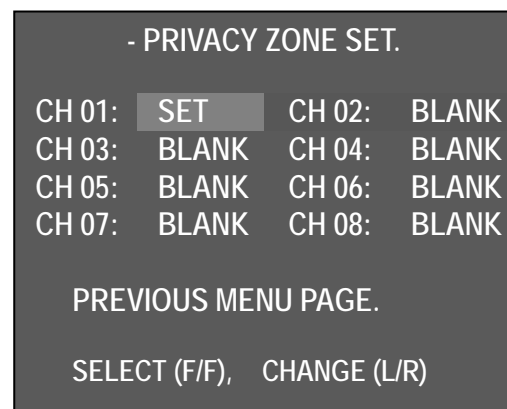 - PRIVACY ZONE SET.
CH 01: SET CH 02: BLANK
CH 03: BLANK CH 04: BLANK
CH 05: BLANK CH 06: BLANK
CH 07: BLANK CH 08: BLANK
PREVIOUS MENU PAGE.
SELECT (F/F), CHANGE (L/R)